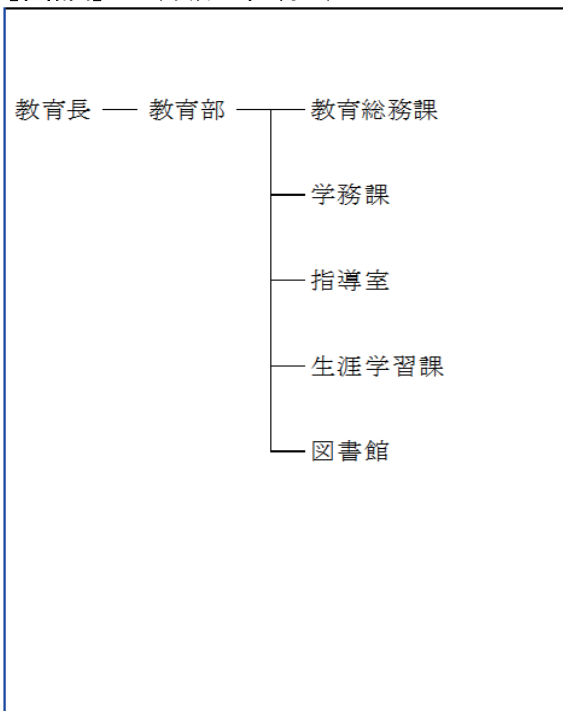 教育長 ― 教育部 ― 教育総務課
学務課
指導室
生涯学習課
図書館